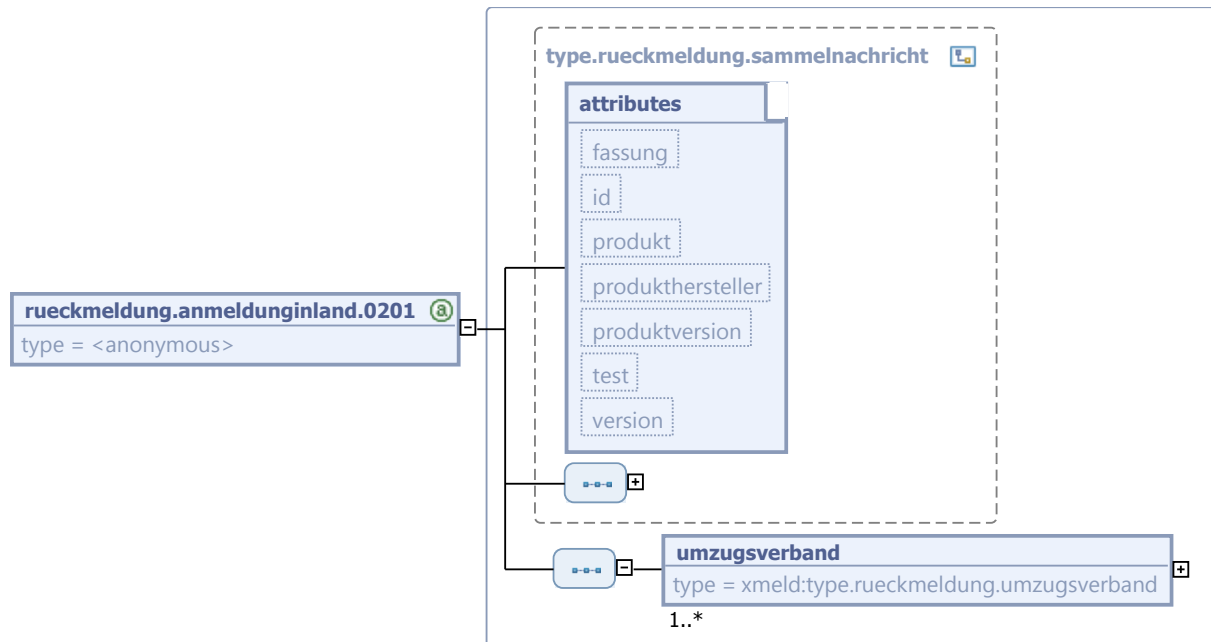 type.rueckmeldung.sammelnachricht
attributes
fassung
id
produkt
produkthersteller
produktversion
test
version
rueckmeldung.anmeldunginland.0201 a
type = <anonymous>
umzugsverband
type = xmeld:type.rueckmeldung.umzugsverband
1..*